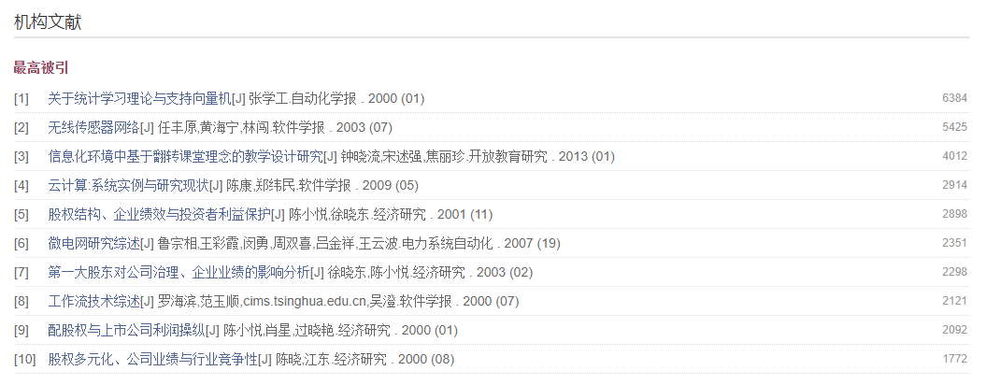 机构文献
最高被引
[1] 关于统计学习理论与支持向量机[J] 张学工.自动化学报 . 2000 (01) 6384
[2] 无线传感器网络[J] 任丰原,黄海宁,林闯.软件学报 . 2003 (07) 5425
[3] 信息化环境中基于翻转课堂理念的教学设计研究[J] 钟晓流,宋述强,焦丽珍.开放教育研究 . 2013 (01) 4012
[4] 云计算:系统实例与研究现状[J] 陈康,郑纬民.软件学报 . 2009 (05) 2914
[5] 股权结构、企业绩效与投资者利益保护[J] 陈小悦,徐晓东.经济研究 . 2001 (11) 2898
[6] 微电网研究综述[J] 鲁宗相,王彩霞,闵勇,周双喜,吕金祥,王云波.电力系统自动化 . 2007 (19) 2351
[7] 第一大股东对公司治理、企业业绩的影响分析[J] 徐晓东,陈小悦.经济研究 . 2003 (02) 2298
[8] 工作流技术综述[J] 罗海滨,范玉顺,cims.tsinghua.edu.cn,吴澄.软件学报 . 2000 (07) 2121
[9] 配股权与上市公司利润操纵[J] 陈小悦,肖星,过晓艳.经济研究 . 2000 (01) 2092
[10] 股权多元化、公司业绩与行业竞争性[J] 陈晓,江东.经济研究 . 2000 (08) 1772